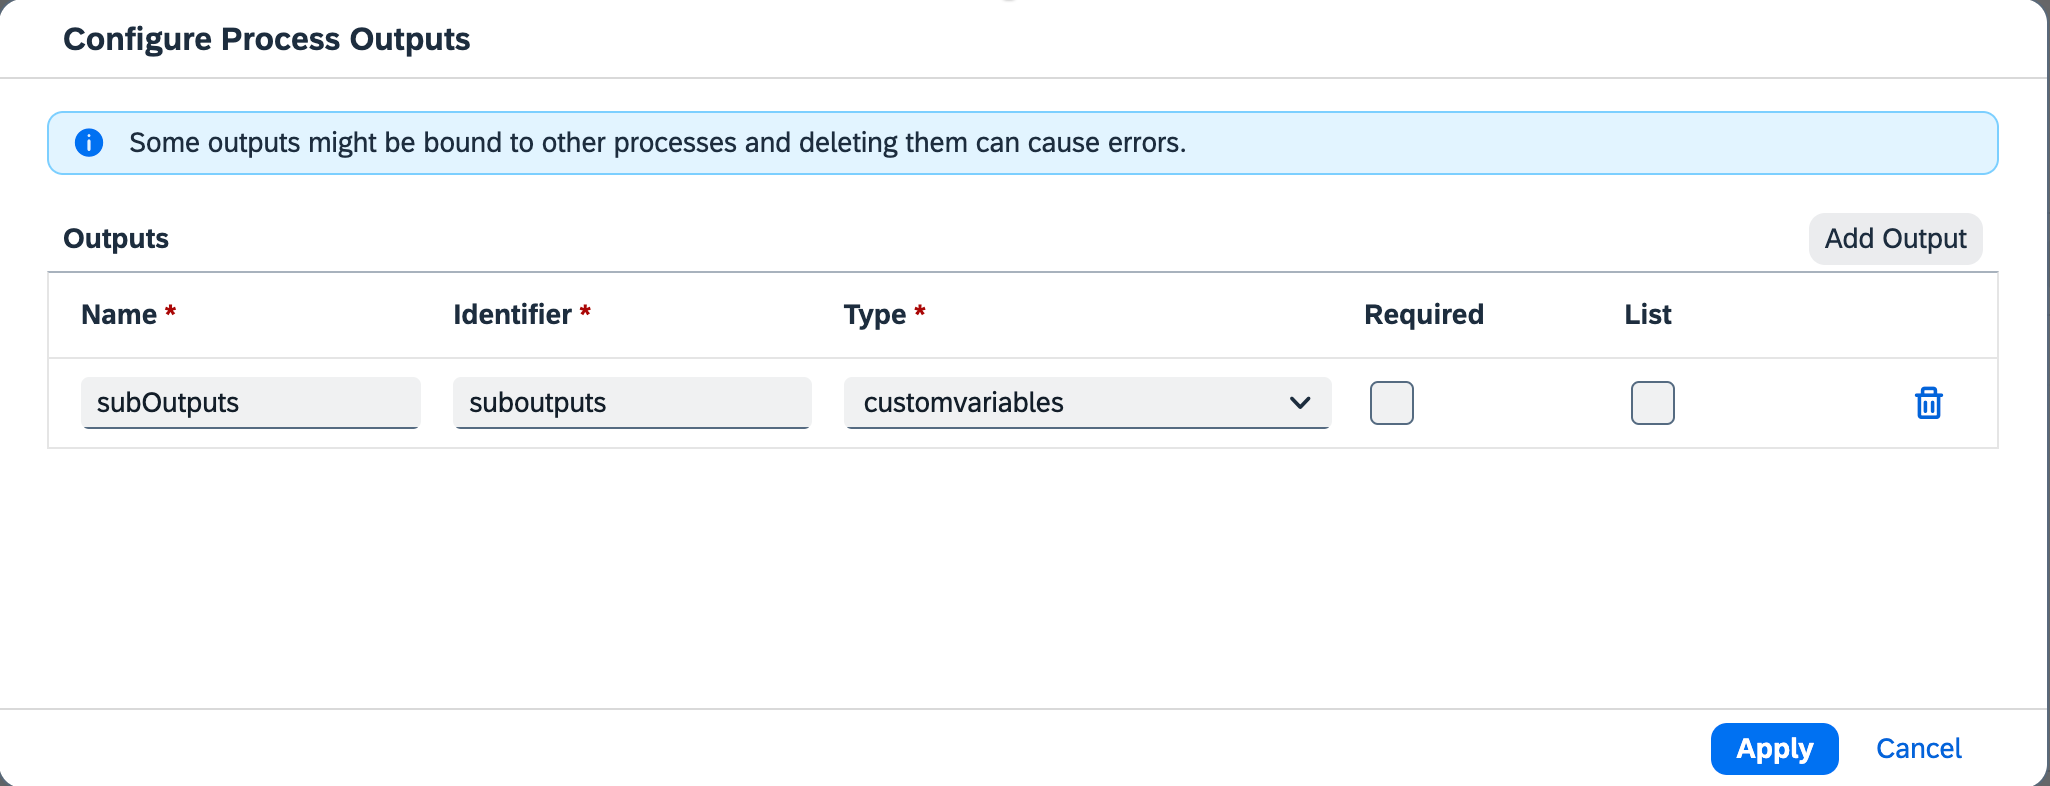 Configure Process Outputs
Some outputs might be bound to other processes and deleting them can cause errors.
Outputs
Add Output
Name * Identifier * Type * Required List
subOutputs suboutputs customvariables
Apply Cancel